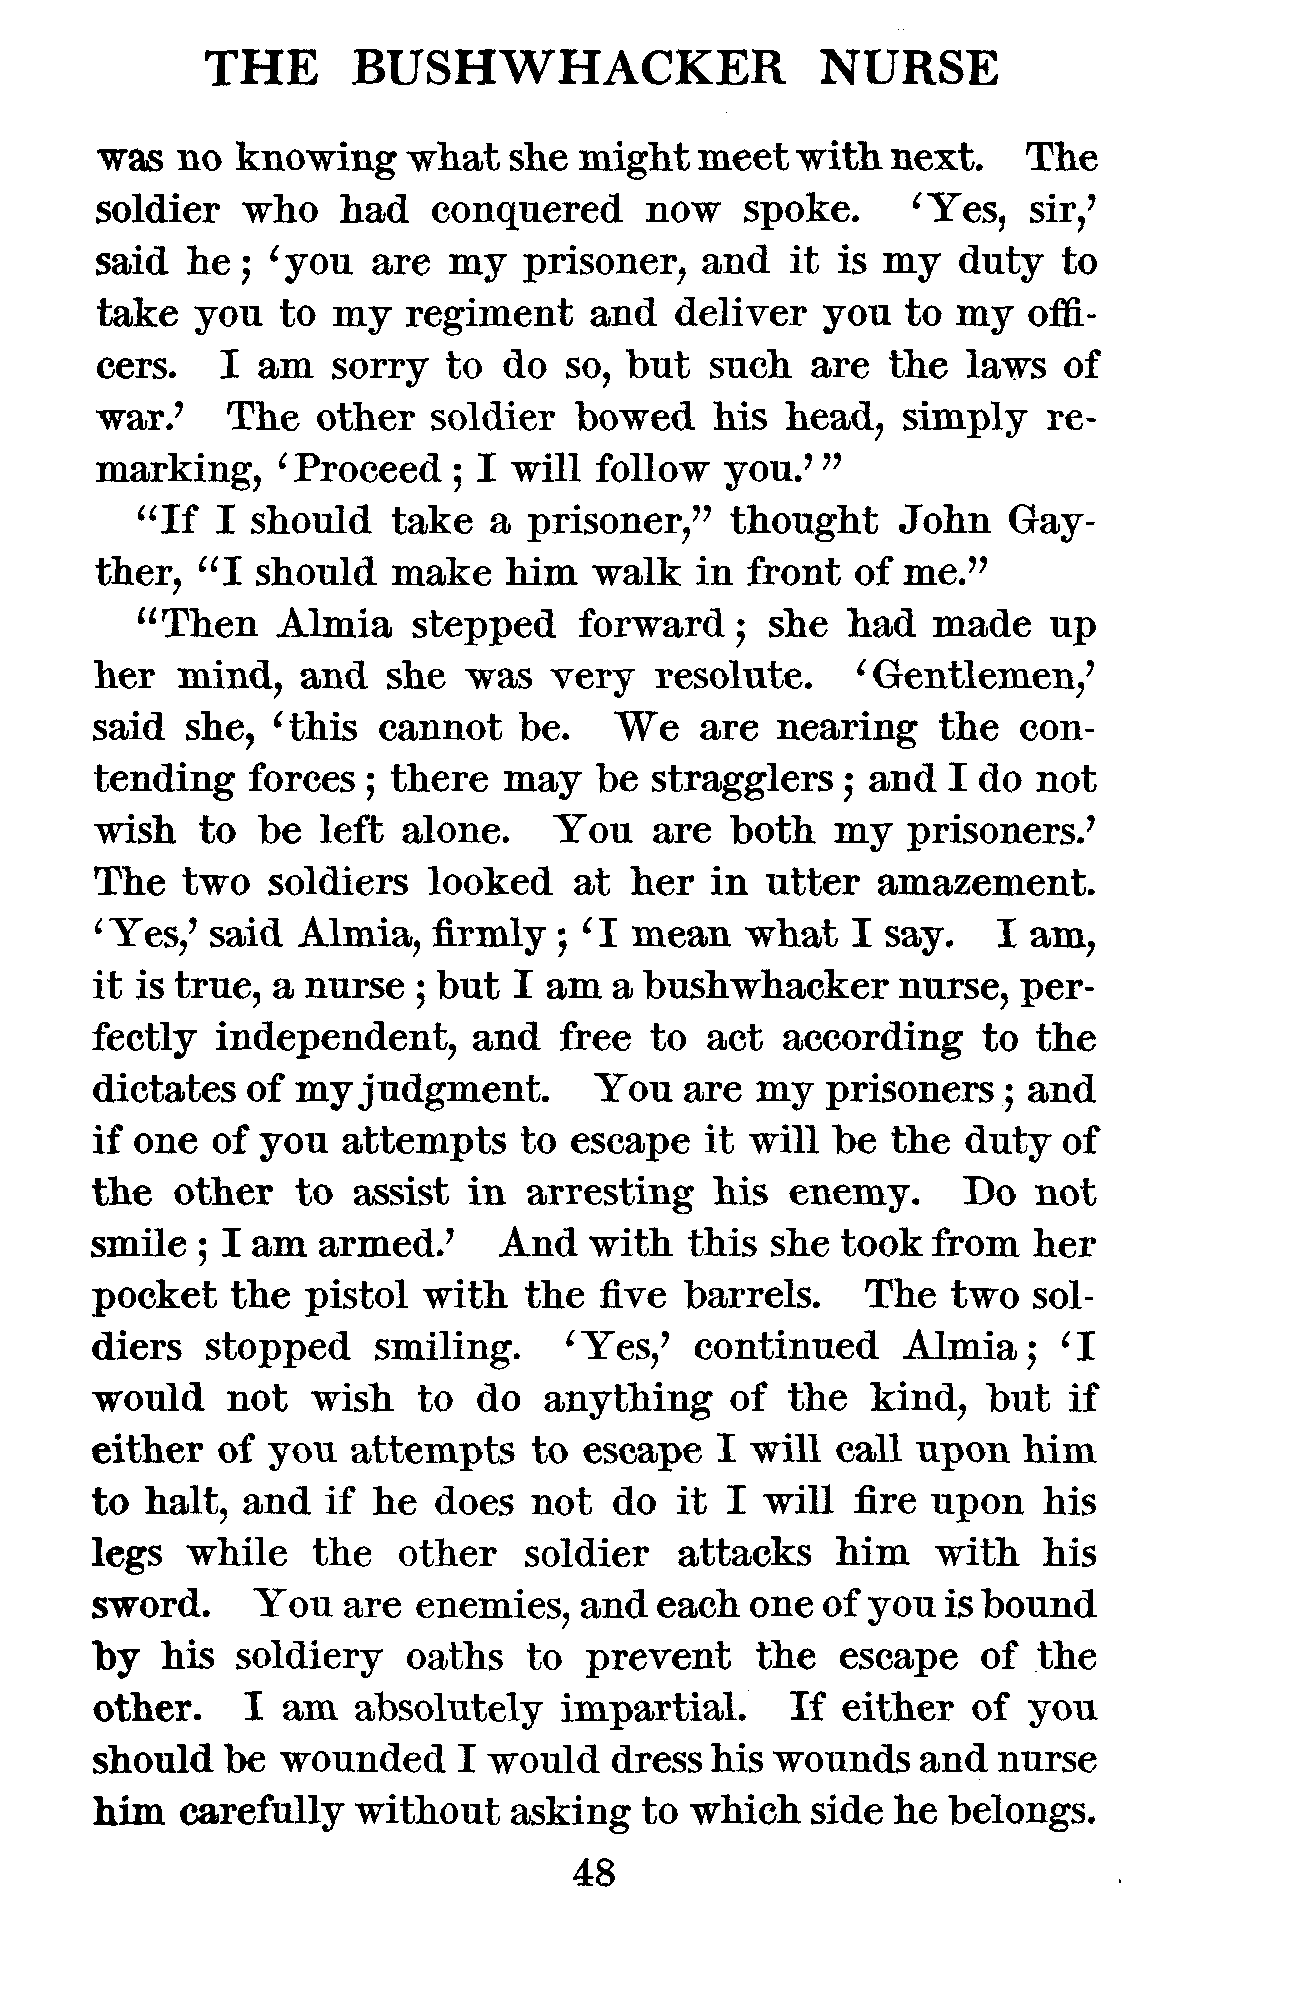 THE BUSHWHACKER NURSE
was no knowing what she might meet with next. The
soldier who had conquered now spoke. ‘Yes, sir,’
said he; ‘you are my prisoner, and it is my duty to
take you to my regiment and deliver you to my offi-
cers. I am sorry to do so, but such are the laws of
war.’ The other soldier bowed his head, simply re-
marking, ‘Proceed; I will follow you.’”
“If I should take a prisoner,” thought John Gay-
ther, “I should make him walk in front of me.”
“Then Almia stepped forward; she had made up
her mind, and she was very resolute. ‘Gentlemen,’
said she, ‘this cannot be. We are nearing the con-
tending forces; there may be stragglers; and I do not
wish to be left alone. You are both my prisoners.’
The two soldiers looked at her in utter amazement.
‘Yes,’ said Almia, firmly; ‘I mean what I say. I am,
it is true, a nurse; but I am a bushwhacker nurse, per-
fectly independent, and free to act according to the
dictates of my judgment. You are my prisoners; and
if one of you attempts to escape it will be the duty of
the other to assist in arresting his enemy. Do not
smile; I am armed.’ And with this she took from her
pocket the pistol with the five barrels. The two sol-
diers stopped smiling. ‘Yes,’ continued Almia; ‘I
would not wish to do anything of the kind, but if
either of you attempts to escape I will call upon him
to halt, and if he does not do it I will fire upon his
legs while the other soldier attacks him with his
sword. You are enemies, and each one of you is bound
by his soldiery oaths to prevent the escape of the
other. I am absolutely impartial. If either of you
should be wounded I would dress his wounds and nurse
him carefully without asking to which side he belongs.
48